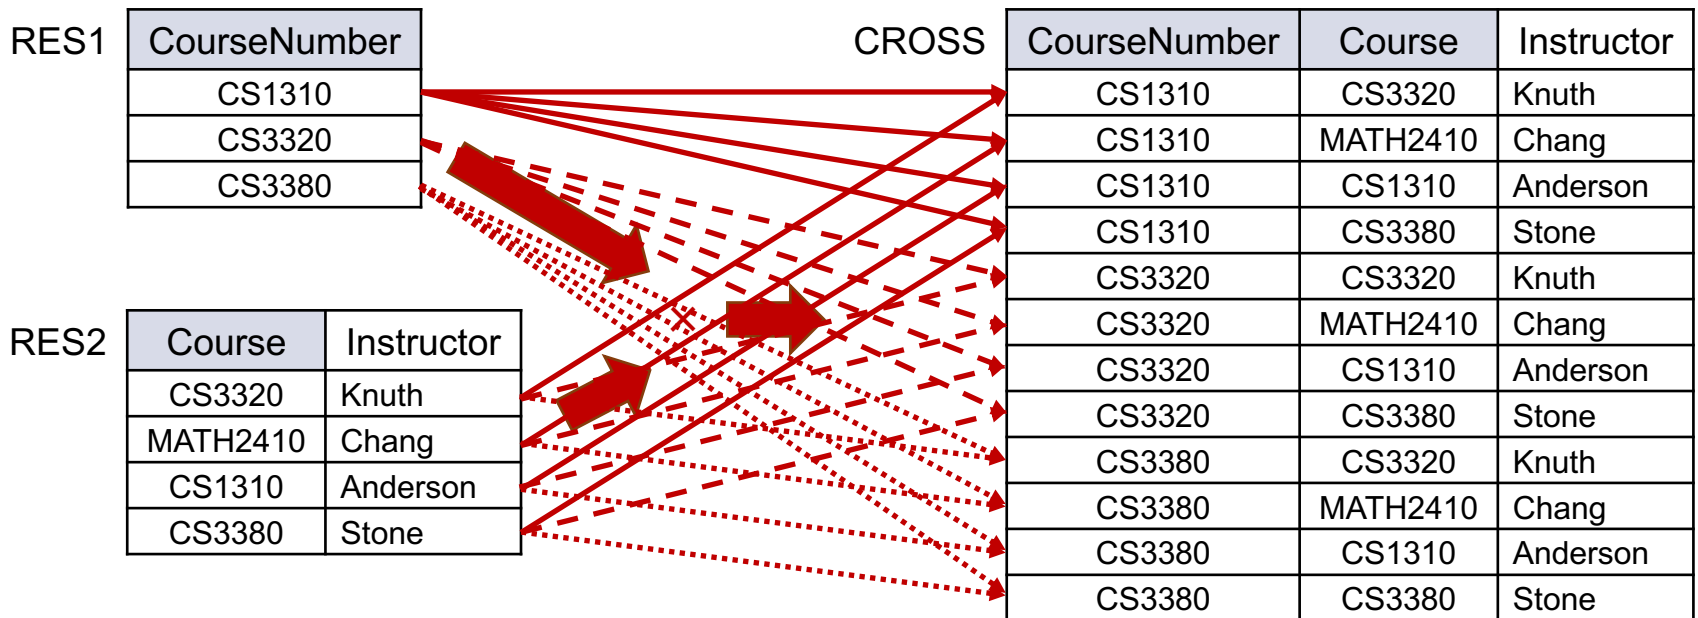 RES1
CourseNumber
CS1310
CS3320
CS3380
RES2
Course Instructor
CS3320 Knuth
MATH2410 Chang
CS1310 Anderson
CS3380 Stone
×
CROSS
CourseNumber Course Instructor
CS1310 CS3320 Knuth
CS1310 MATH2410 Chang
CS1310 CS1310 Anderson
CS1310 CS3380 Stone
CS3320 CS3320 Knuth
CS3320 MATH2410 Chang
CS3320 CS1310 Anderson
CS3320 CS3380 Stone
CS3380 CS3320 Knuth
CS3380 MATH2410 Chang
CS3380 CS1310 Anderson
CS3380 CS3380 Stone